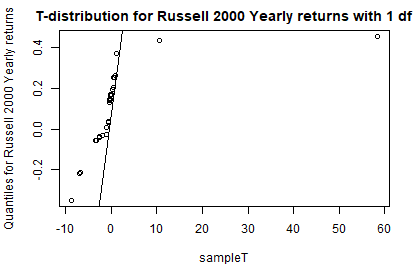 T-distribution for Russell 2000 Yearly returns with 1 df
Quantiles for Russell 2000 Yearly returns
0.4
0.2
0.0
-0.2
-10 0 10 20 30 40 50 60
sampleT